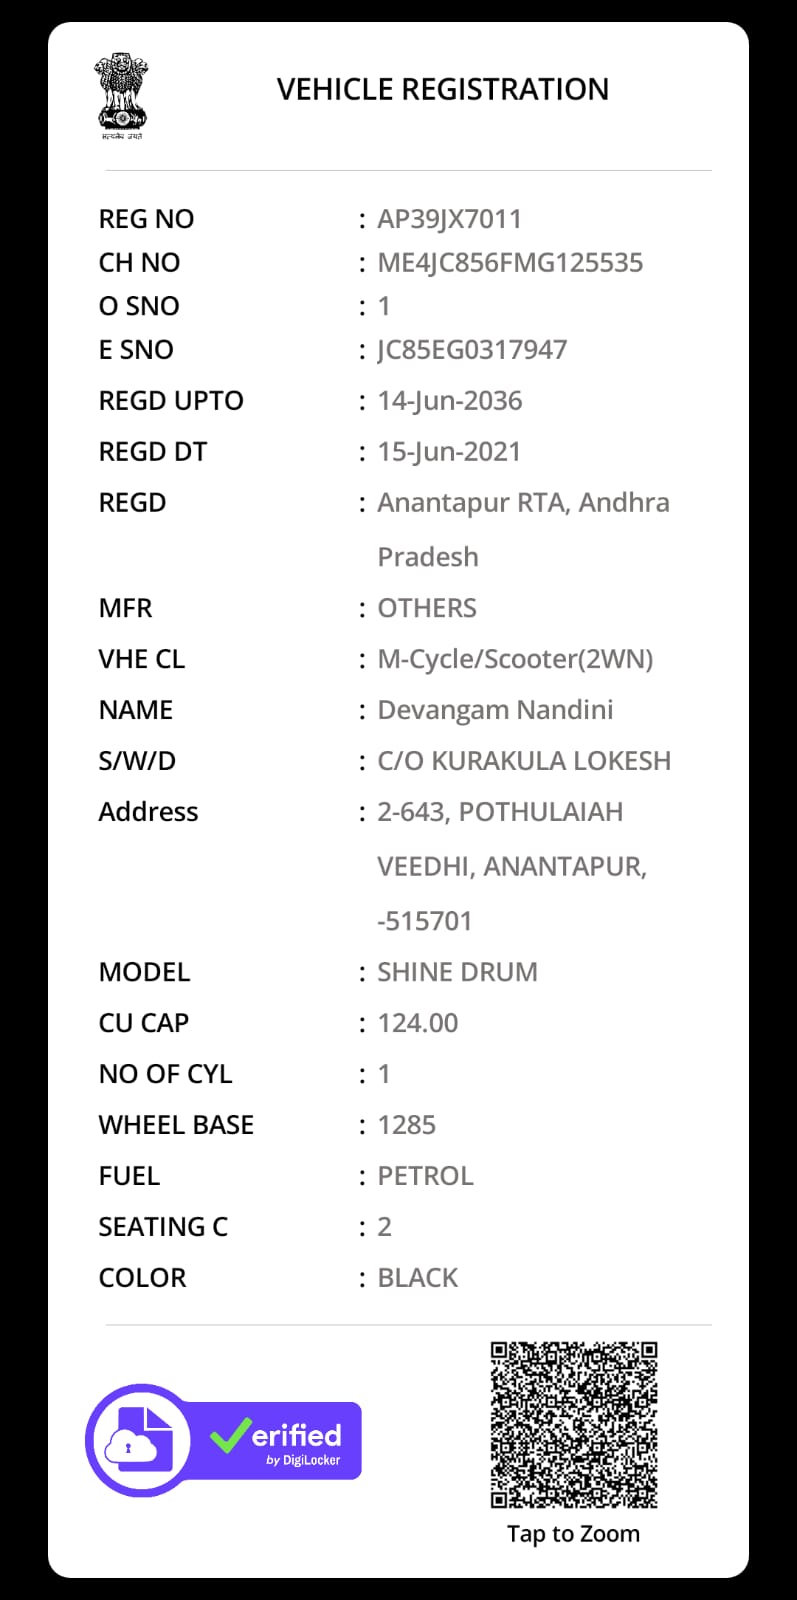 सत्यमेव जयते
VEHICLE REGISTRATION
REG NO : AP39JX7011
CH NO : ME4JC856FMG125535
O SNO : 1
E SNO : JC85EG0317947
REGD UPTO : 14-Jun-2036
REGD DT : 15-Jun-2021
REGD : Anantapur RTA, Andhra
Pradesh
MFR : OTHERS
VHE CL : M-Cycle/Scooter(2WN)
NAME : Devangam Nandini
S/W/D : C/O KURAKULA LOKESH
Address : 2-643, POTHULAIAH
VEEDHI, ANANTAPUR,
-515701
MODEL : SHINE DRUM
CU CAP : 124.00
NO OF CYL : 1
WHEEL BASE : 1285
FUEL : PETROL
SEATING C : 2
COLOR : BLACK
Verified
by DigiLocker
Tap to Zoom